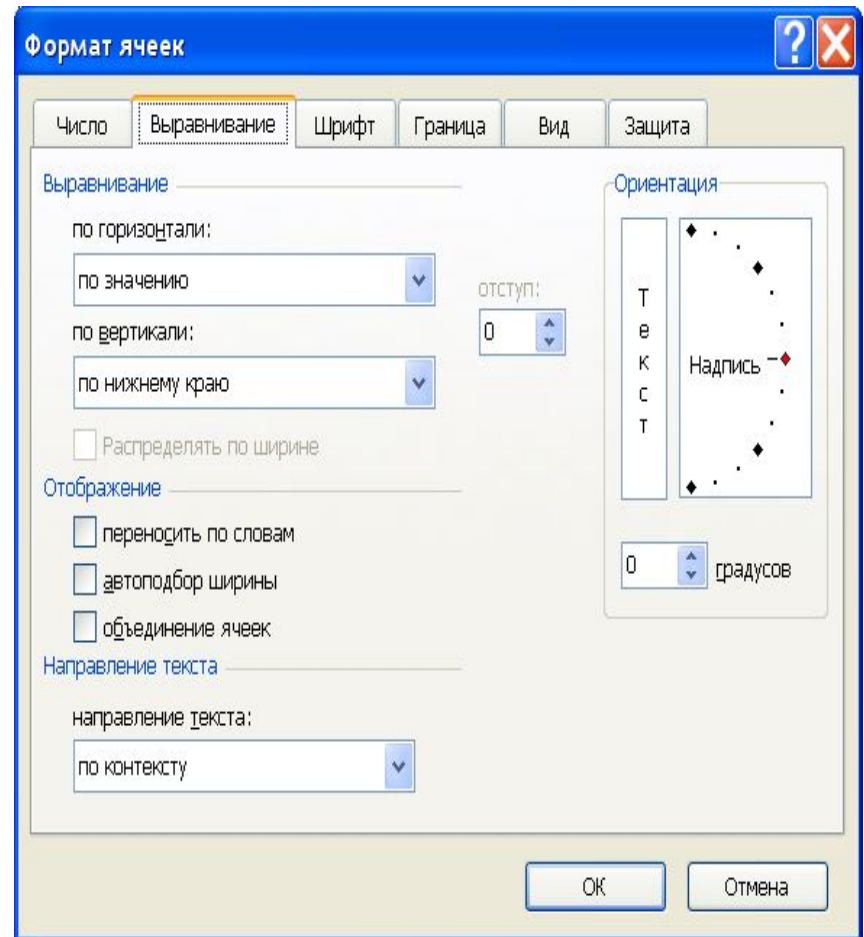 Формат ячеек
Число Выравнивание Шрифт Граница Вид Защита
Выравнивание
по горизонтали:
по значению
отступ:
0
по вертикали:
по нижнему краю
Распределять по ширине
Отображение
переносить по словам
автоподбор ширины
объединение ячеек
Направление текста
направление текста:
по контексту
Ориентация
Текст
Надпись
0 градусов
ОК Отмена